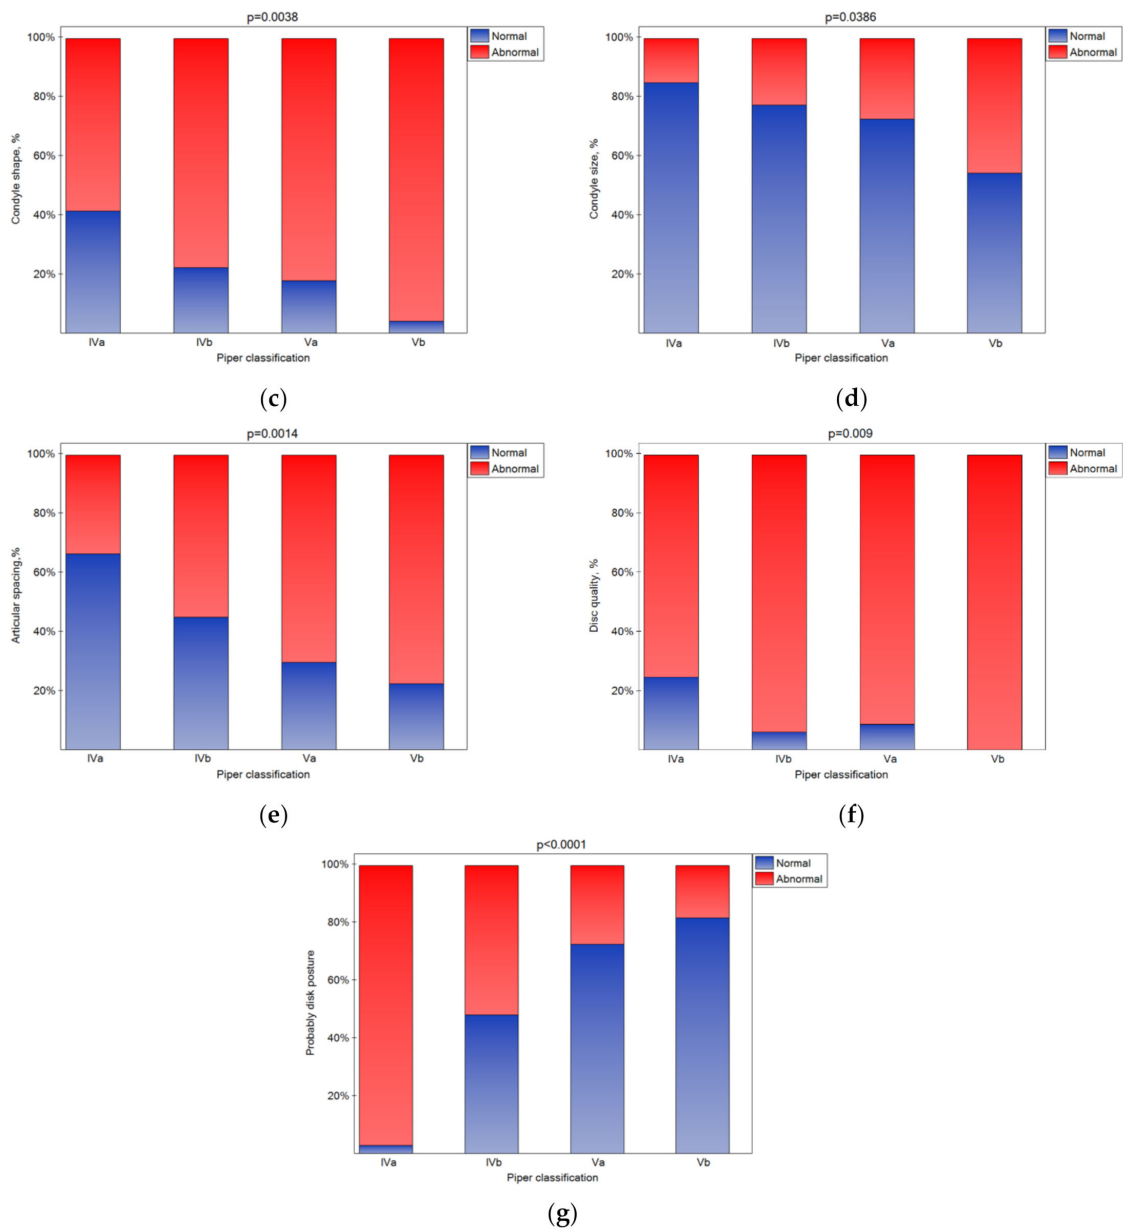 p=0.0038
Normal
Abnormal
100%
80%
60%
40%
20%
Condyle shape, %
IVa IVb Va Vb
Piper classification
(c)
p=0.0386
Normal
Abnormal
100%
80%
60%
40%
20%
Condyle size, %
IVa IVb Va Vb
Piper classification
(d)
p=0.0014
Normal
Abnormal
100%
80%
60%
40%
20%
Articular spacing,%
IVa IVb Va Vb
Piper classification
(e)
p=0.009
Normal
Abnormal
100%
80%
60%
40%
20%
Disc quality, %
IVa IVb Va Vb
Piper classification
(f)
p<0.0001
Normal
Abnormal
100%
80%
60%
40%
20%
Probably disk posture
IVa IVb Va Vb
Piper classification
(g)